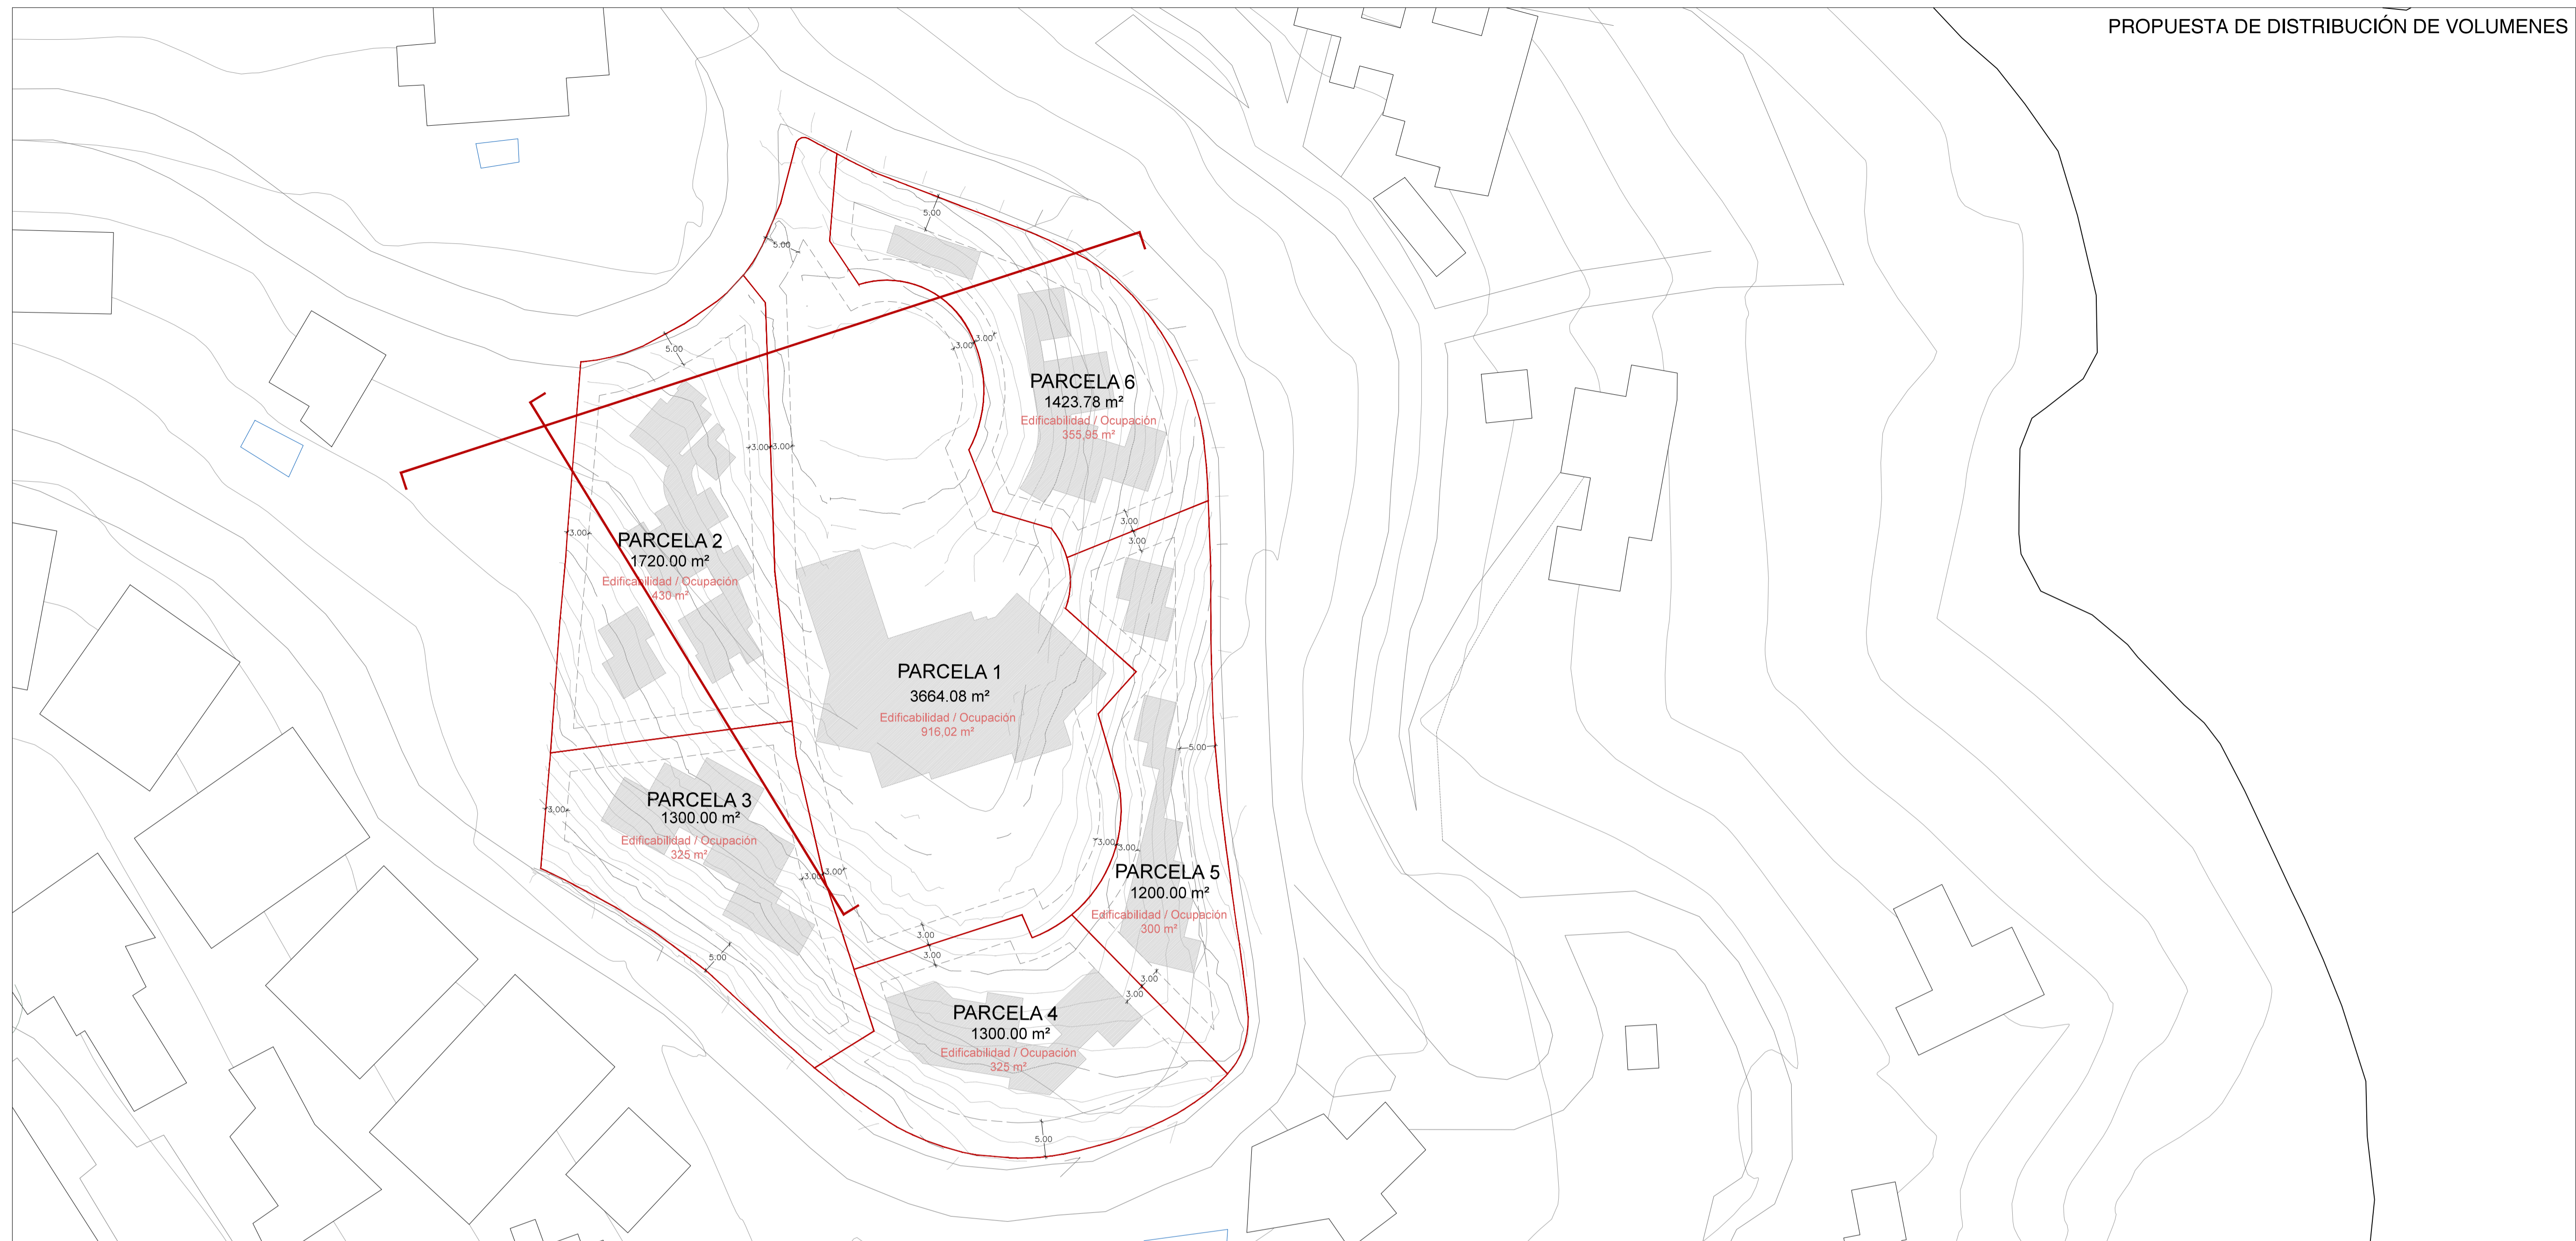 PROPUESTA DE DISTRIBUCIÓN DE VOLUMENES
5.00
5.00
5.00
3.00
3.00
PARCELA 6
1423.78 m²
Edificabilidad / Ocupación
355,95 m²
3.00
3.00
3.00
3.00
3.00
PARCELA 2
1720.00 m²
Edificabilidad / Ocupación
430 m²
PARCELA 1
3664.08 m²
Edificabilidad / Ocupación
916,02 m²
5.00
PARCELA 3
1300.00 m²
Edificabilidad / Ocupación
325 m²
3.00
3.00
3.00
3.00
3.00
PARCELA 5
1200.00 m²
Edificabilidad / Ocupación
300 m²
3.00
3.00
5.00
3.00
3.00
PARCELA 4
1300.00 m²
Edificabilidad / Ocupación
325 m²
5.00